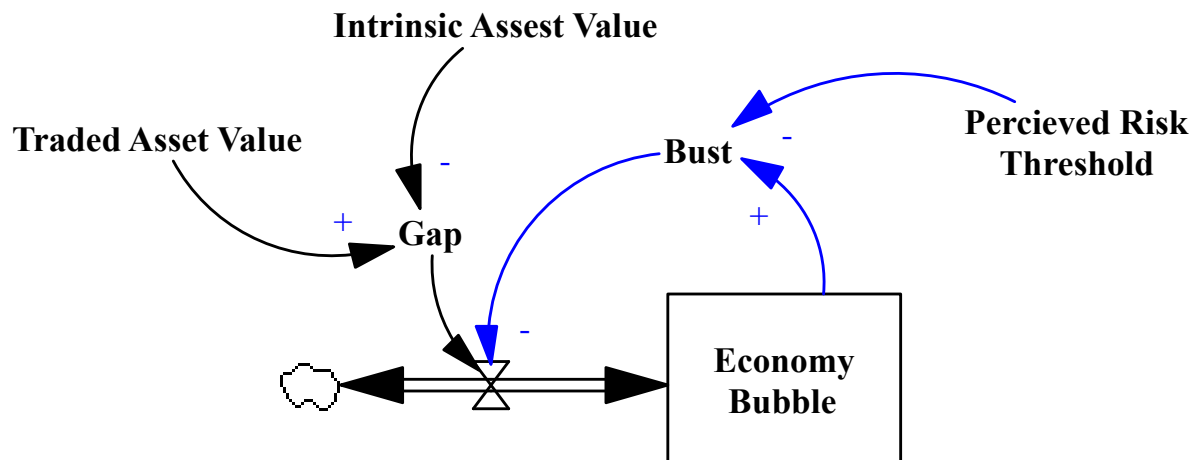 Intrinsic Assest Value
Traded Asset Value
Percieved Risk
Threshold
Bust
-
-
+
Gap
+
-
Economy
Bubble